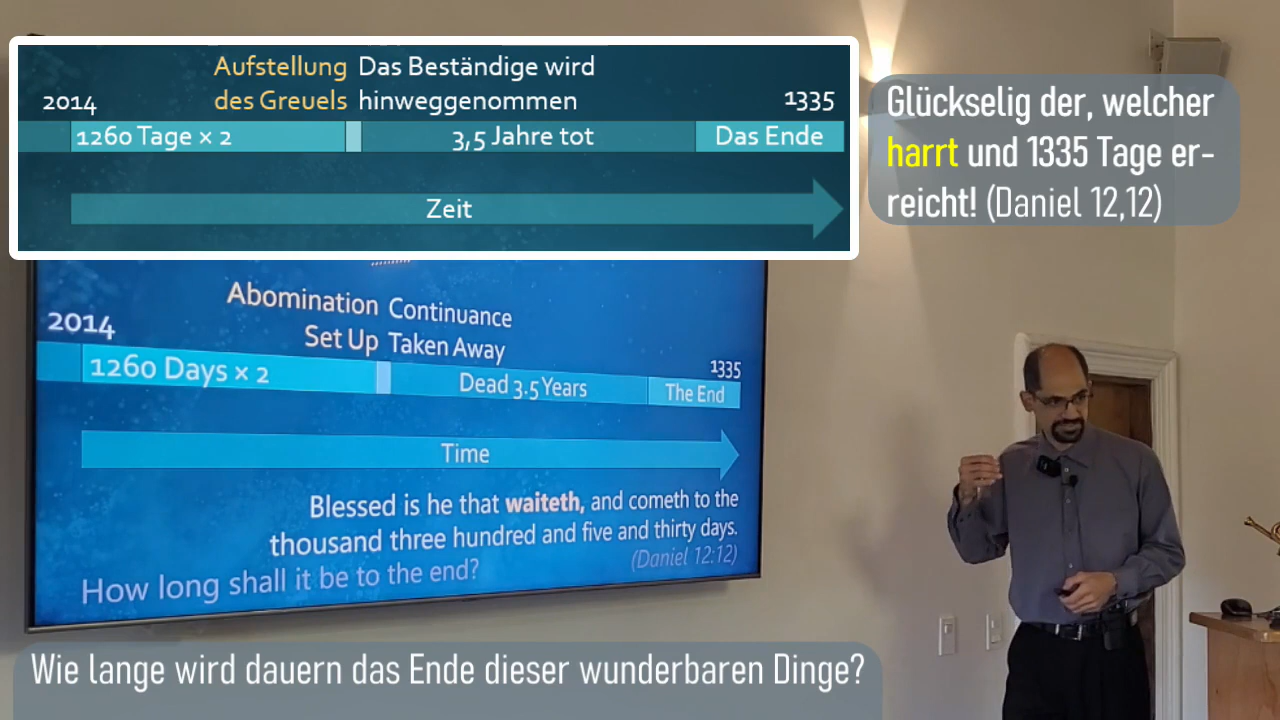 Aufstellung Das Beständige wird
2014 des Greuels hinweggenommen 1335
1260 Tage × 2 3,5 Jahre tot Das Ende
Zeit
Glückselig der, welcher
harrt und 1335 Tage er-
reicht! (Daniel 12,12)
Abomination Continuance
2014 Set Up Taken Away 1335
1260 Days × 2 Dead 3.5 Years The End
Time
Blessed is he that waiteth, and cometh to the
thousand three hundred and five and thirty days.
(Daniel 12:12)
How long shall it be to the end?
Wie lange wird dauern das Ende dieser wunderbaren Dinge?